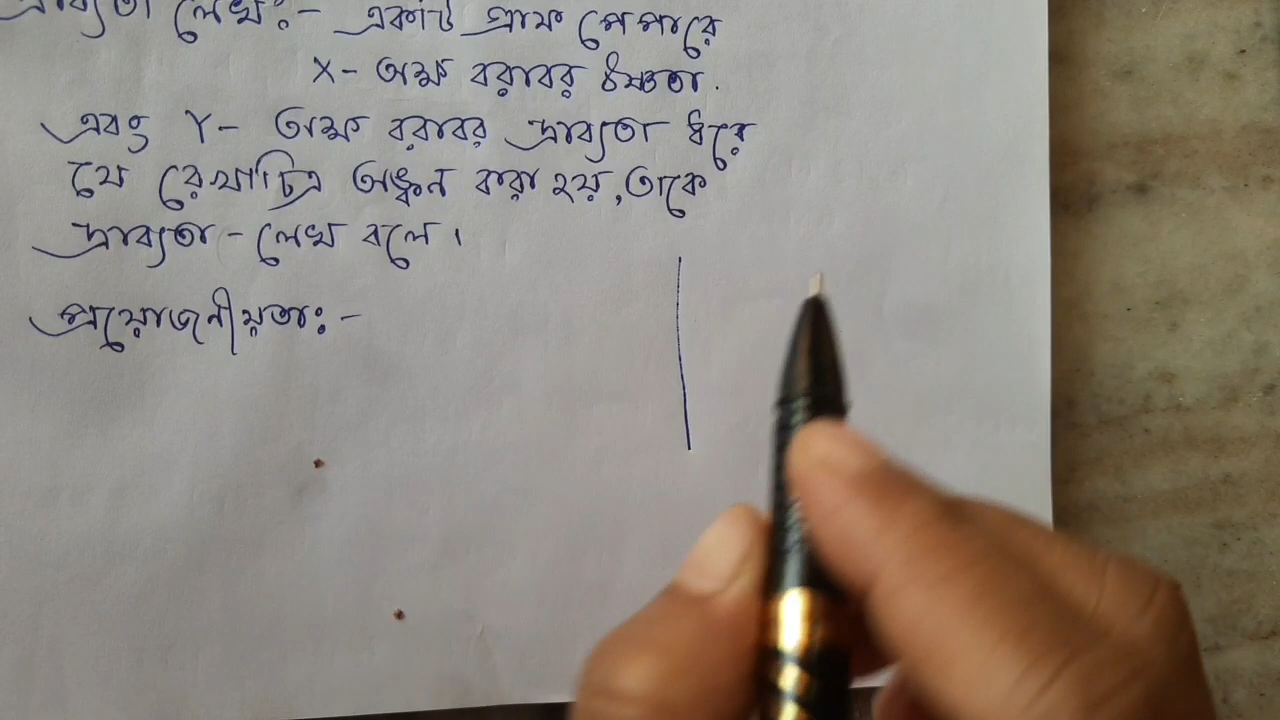 দ্রাব্যতা লেখ:- একটি গ্রাফ পেপারে
X- অক্ষ বরাবর উষ্ণতা.
এবং Y- অক্ষ বরাবর দ্রাব্যতা ধরে
যে রেখাচিত্র অঙ্কন করা হয়, তাকে
দ্রাব্যতা - লেখ বলে।
প্রয়োজনীয়তা:-